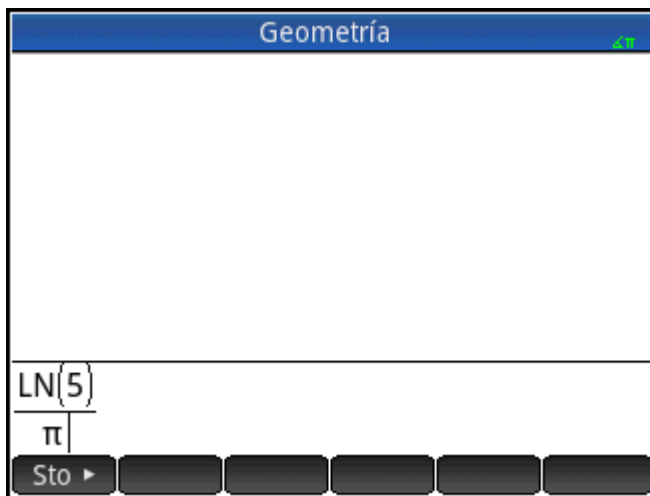 Geometría
∡π
LN(5)
π
Sto ►